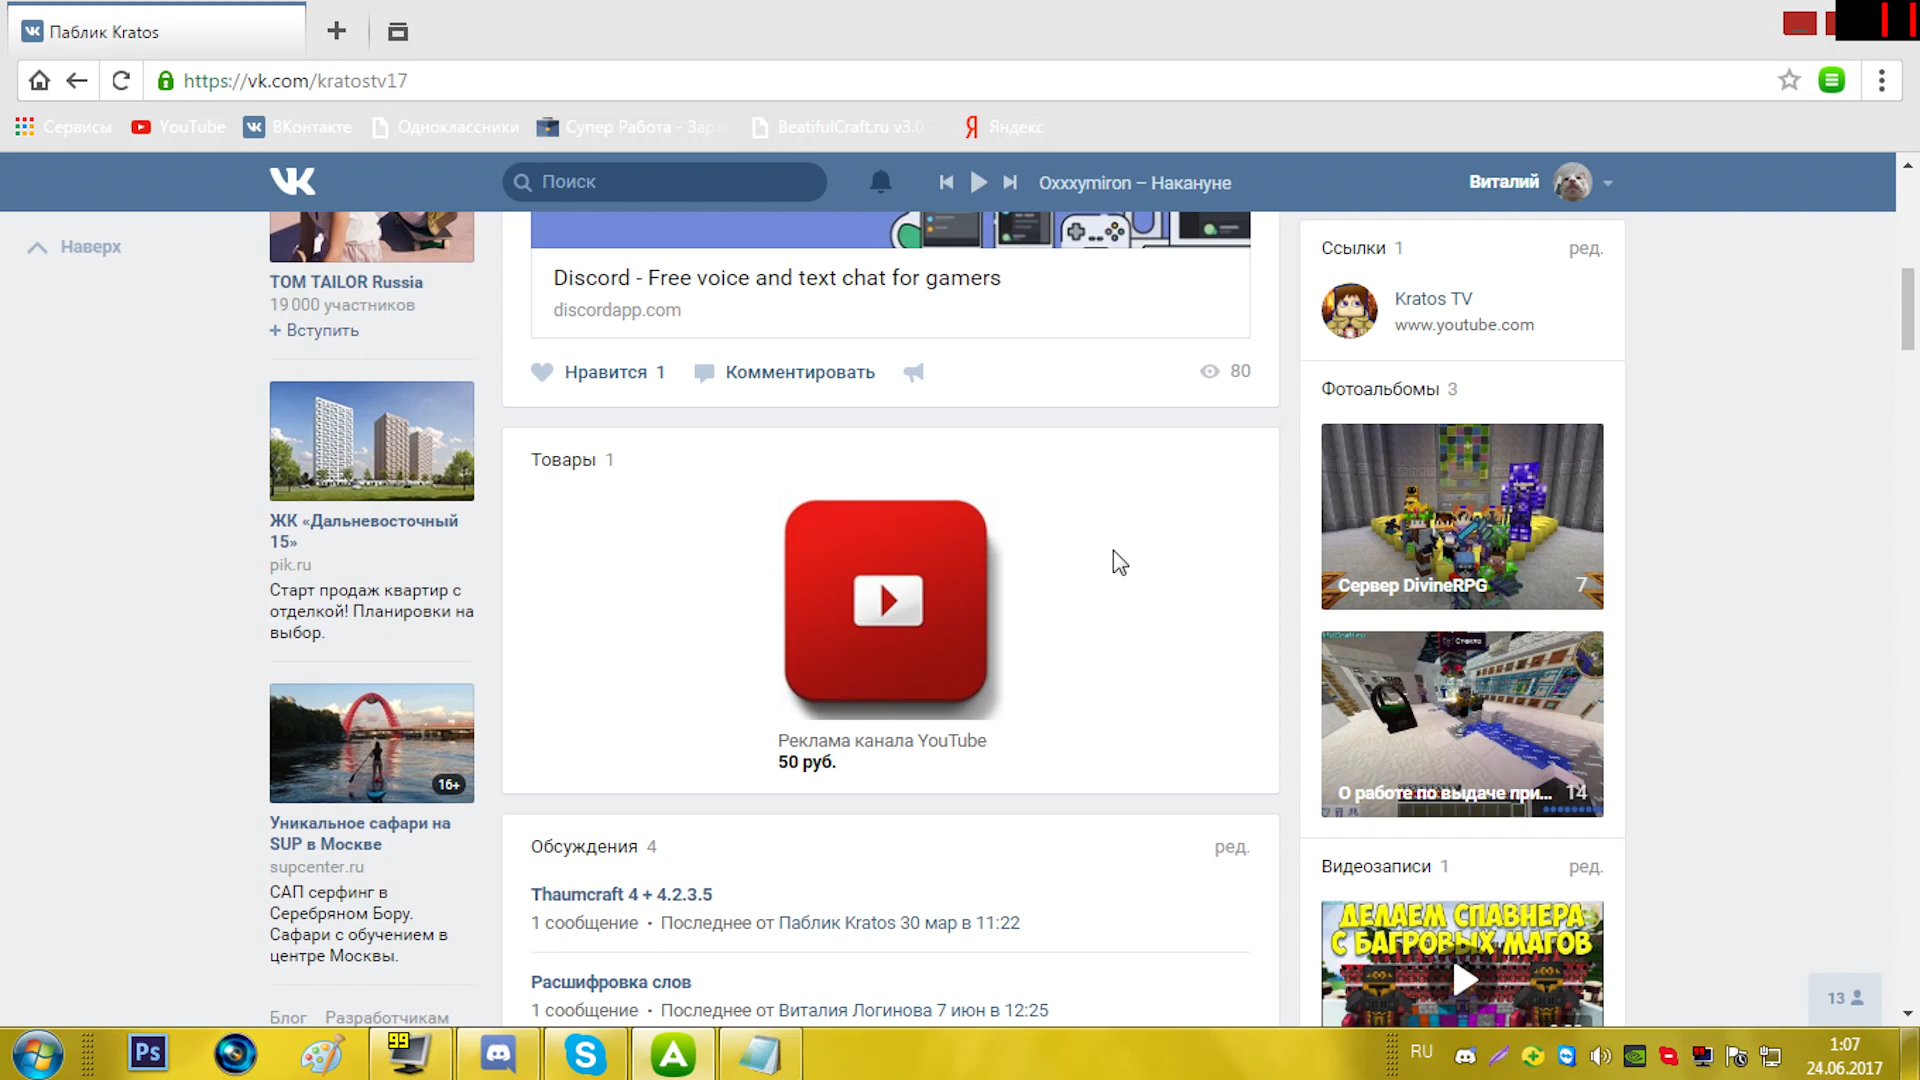 Паблик Kratos
https://vk.com/kratostv17
Сервисы
YouTube
ВКонтакте
Одноклассники
Супер Работа - Зар
BeatifulCraft.ru v3.0
Яндекс
Поиск
Oxxxymiron – Накануне
Виталий
Наверх
TOM TAILOR Russia
19 000 участников
+ Вступить
ЖК «Дальневосточный
15»
pik.ru
Старт продаж квартир с
отделкой! Планировки на
выбор.
16+
Уникальное сафари на
SUP в Москве
supcenter.ru
САП серфинг в
Серебряном Бору.
Сафари с обучением в
центре Москвы.
Блог Разработчикам
Discord - Free voice and text chat for gamers
discordapp.com
Нравится 1
Комментировать
80
Товары 1
Реклама канала YouTube
50 руб.
Обсуждения 4
ред.
Thaumcraft 4 + 4.2.3.5
1 сообщение · Последнее от Паблик Kratos 30 мар в 11:22
Расшифровка слов
1 сообщение · Последнее от Виталия Логинова 7 июн в 12:25
Ссылки 1
ред.
Kratos TV
www.youtube.com
Фотоальбомы 3
Сервер DivineRPG 7
Стекло
О работе по выдаче при... 14
Видеозаписи 1
ред.
ДЕЛАЕМ СПАВНЕРА
С БАГРОВЫХ МАГОВ
13
Ps
99
RU
1:07
24.06.2017